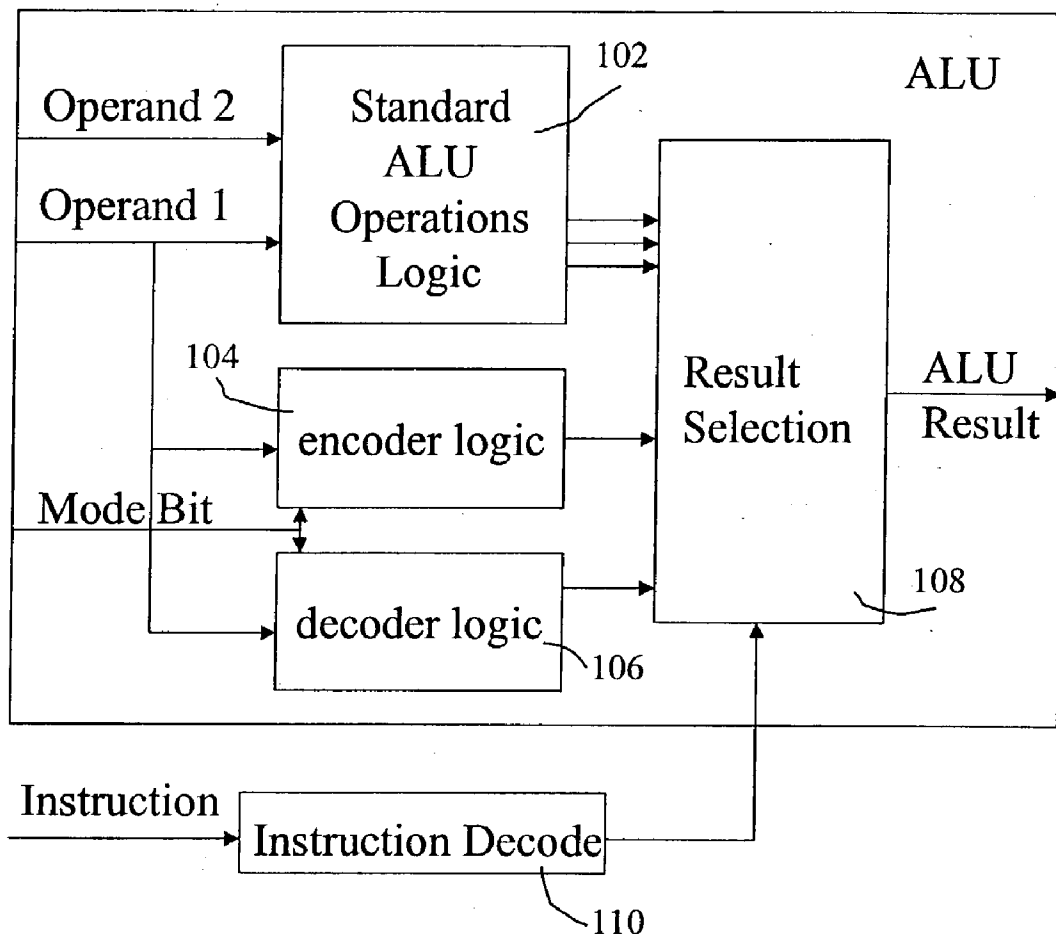 102
ALU
Operand 2
Standard
ALU
Operations
Logic
Operand 1
104
encoder logic
Result
Selection
ALU
Result
Mode Bit
decoder logic
106
108
Instruction
Instruction Decode
110